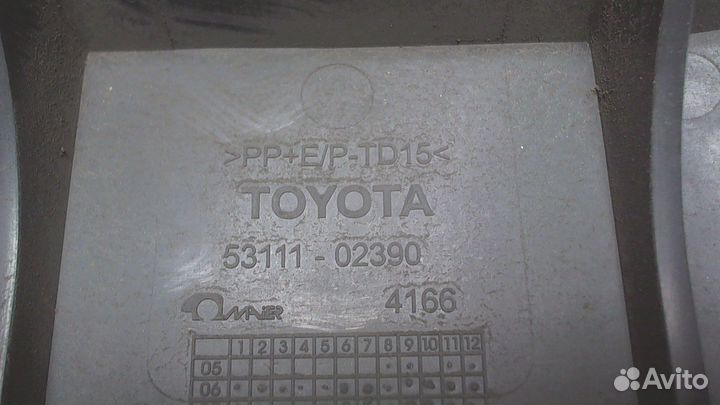 >PP+E/P-TD15<
TOYOTA
53111 - 02390
MAIER 4166
1 2 3 4 5 6 7 8 9 10 11 12
05
06
Avito